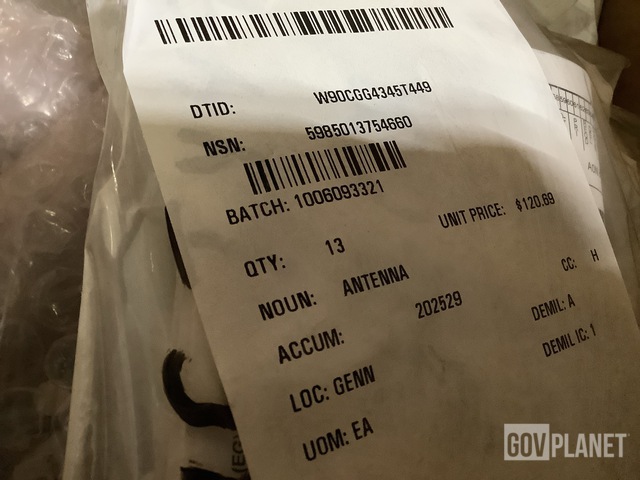 DTID: W90CGG4345T449
NSN: 5985013754660
BATCH: 1006093321
QTY: 13 UNIT PRICE: $120.69
NOUN: ANTENNA CC: H
ACCUM: 202529 DEMIL: A
LOC: GENN DEMIL IC: 1
UOM: EA
GOVPLANET